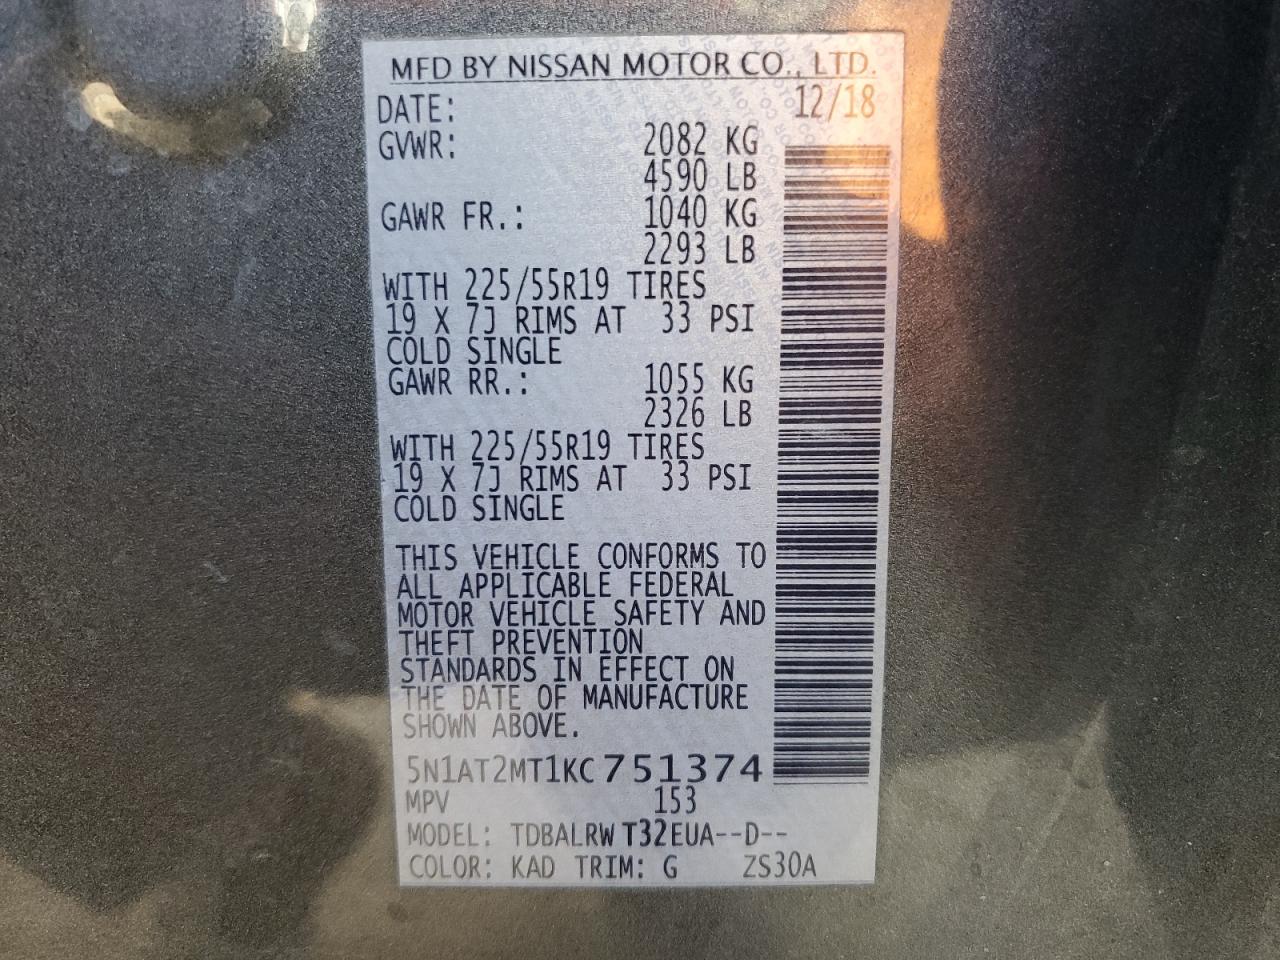 MFD BY NISSAN MOTOR CO., LTD.
DATE: 12/18
GVWR: 2082 KG
4590 LB
GAWR FR.: 1040 KG
2293 LB
WITH 225/55R19 TIRES
19 X 7J RIMS AT 33 PSI
COLD SINGLE
GAWR RR.: 1055 KG
2326 LB
WITH 225/55R19 TIRES
19 X 7J RIMS AT 33 PSI
COLD SINGLE
THIS VEHICLE CONFORMS TO
ALL APPLICABLE FEDERAL
MOTOR VEHICLE SAFETY AND
THEFT PREVENTION
STANDARDS IN EFFECT ON
THE DATE OF MANUFACTURE
SHOWN ABOVE.
5N1AT2MT1KC751374
MPV 153
MODEL: TDBALRW T32EUA--D--
COLOR: KAD TRIM: G ZS30A